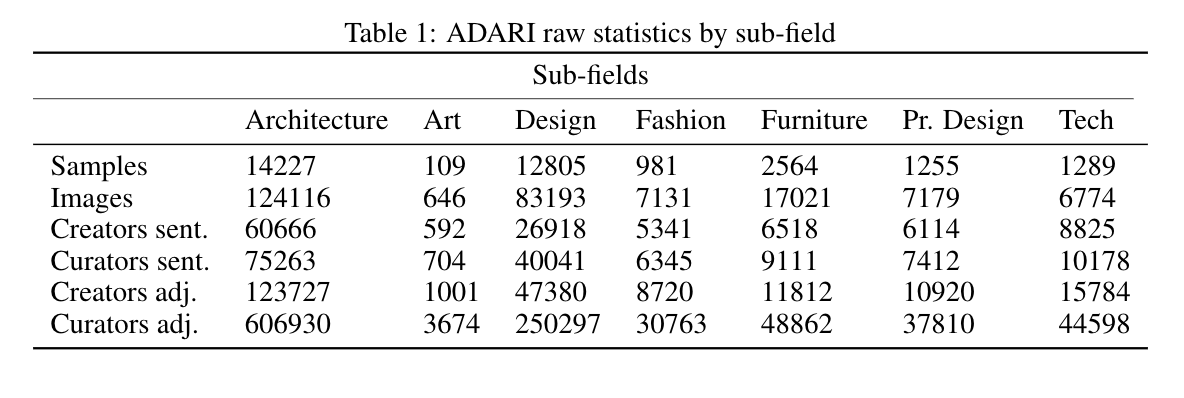 Table 1: ADARI raw statistics by sub-field
Sub-fields
Architecture Art Design Fashion Furniture Pr. Design Tech
Samples 14227 109 12805 981 2564 1255 1289
Images 124116 646 83193 7131 17021 7179 6774
Creators sent. 60666 592 26918 5341 6518 6114 8825
Curators sent. 75263 704 40041 6345 9111 7412 10178
Creators adj. 123727 1001 47380 8720 11812 10920 15784
Curators adj. 606930 3674 250297 30763 48862 37810 44598